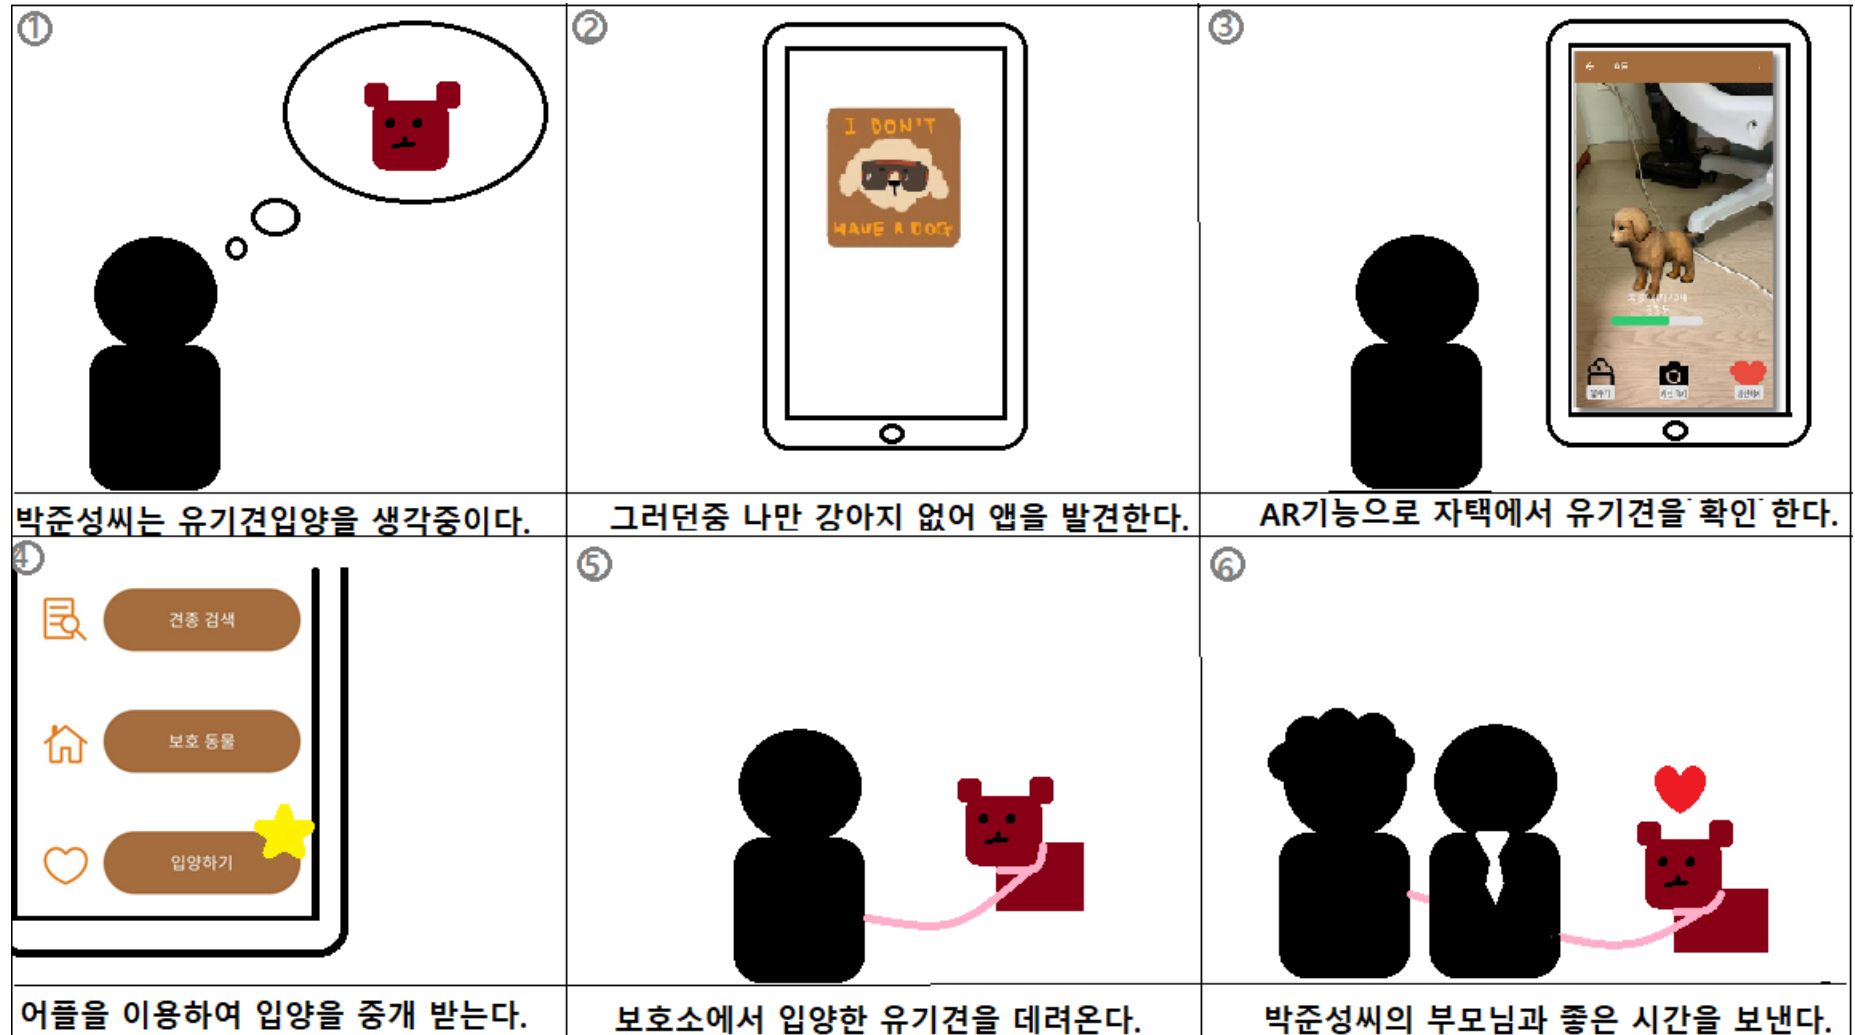 ①
②
I DON'T
HAVE A DOG
③
박준성씨는 유기견입양을 생각중이다.
그러던중 나만 강아지 없어 앱을 발견한다.
AR기능으로 자택에서 유기견을 확인 한다.
④
견종 검색
보호 동물
입양하기
⑤
⑥
어플을 이용하여 입양을 중개 받는다.
보호소에서 입양한 유기견을 데려온다.
박준성씨의 부모님과 좋은 시간을 보낸다.